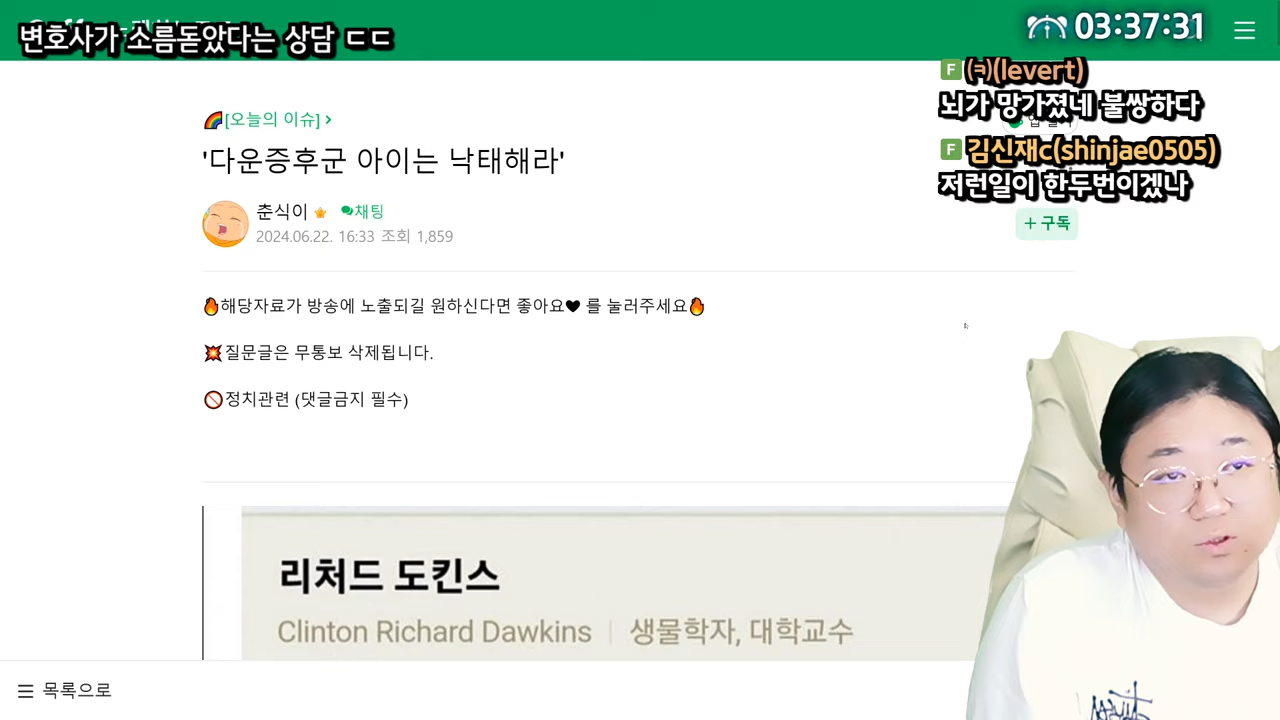 변호사가 소름돋았다는 상담 ㄷㄷ
03:37:31
F (ㅋ)(levert)
뇌가 망가졌네 불쌍하다
F 김신재c(shinjae0505)
저런일이 한두번이겠나
[오늘의 이슈] >
'다운증후군 아이는 낙태해라'
춘식이 채팅
2024.06.22. 16:33 조회 1,859
+ 구독
해당자료가 방송에 노출되길 원하신다면 좋아요🖤 를 눌러주세요🔥
질문글은 무통보 삭제됩니다.
정치관련 (댓글금지 필수)
리처드 도킨스
Clinton Richard Dawkins | 생물학자, 대학교수
목록으로